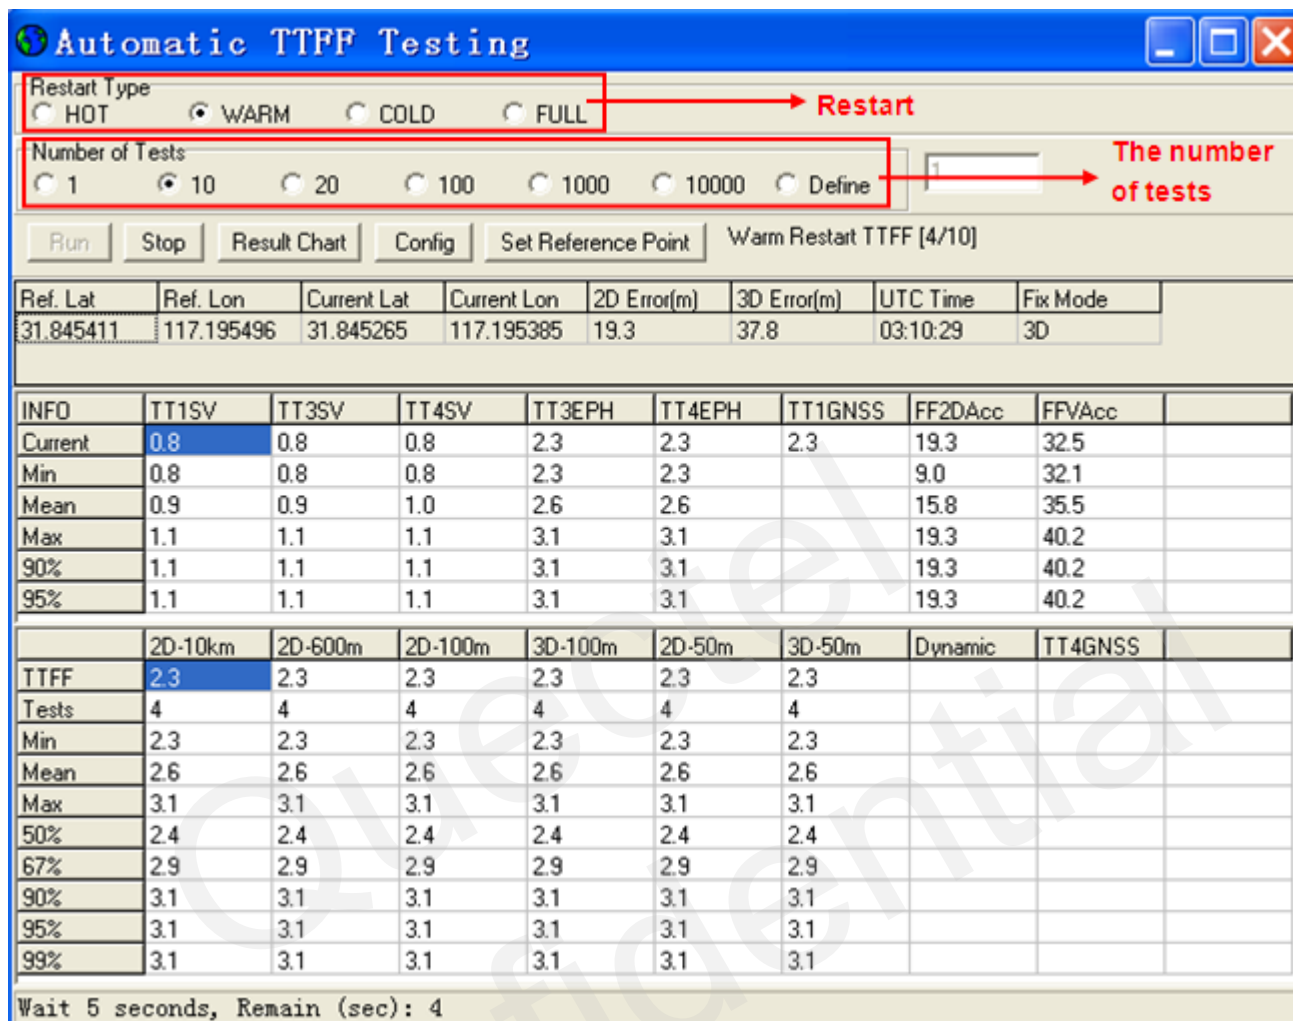 Automatic TTFF Testing
Restart Type
HOT WARM COLD FULL Restart
Number of Tests
1 10 20 100 1000 10000 Define 1 The number of tests
Run Stop Result Chart Config Set Reference Point Warm Restart TTFF [4/10]
Ref. Lat Ref. Lon Current Lat Current Lon 2D Error(m) 3D Error(m) UTC Time Fix Mode
31.845411 117.195496 31.845265 117.195385 19.3 37.8 03:10:29 3D
INFO TT1SV TT3SV TT4SV TT3EPH TT4EPH TT1GNSS FF2DAcc FFVAcc
Current 0.8 0.8 0.8 2.3 2.3 2.3 19.3 32.5
Min 0.8 0.8 0.8 2.3 2.3 9.0 32.1
Mean 0.9 0.9 1.0 2.6 2.6 15.8 35.5
Max 1.1 1.1 1.1 3.1 3.1 19.3 40.2
90% 1.1 1.1 1.1 3.1 3.1 19.3 40.2
95% 1.1 1.1 1.1 3.1 3.1 19.3 40.2
2D-10km 2D-600m 2D-100m 3D-100m 2D-50m 3D-50m Dynamic TT4GNSS
TTFF 2.3 2.3 2.3 2.3 2.3 2.3
Tests 4 4 4 4 4 4
Min 2.3 2.3 2.3 2.3 2.3 2.3
Mean 2.6 2.6 2.6 2.6 2.6 2.6
Max 3.1 3.1 3.1 3.1 3.1 3.1
50% 2.4 2.4 2.4 2.4 2.4 2.4
67% 2.9 2.9 2.9 2.9 2.9 2.9
90% 3.1 3.1 3.1 3.1 3.1 3.1
95% 3.1 3.1 3.1 3.1 3.1 3.1
99% 3.1 3.1 3.1 3.1 3.1 3.1
Wait 5 seconds, Remain (sec): 4
Quectel
fidential